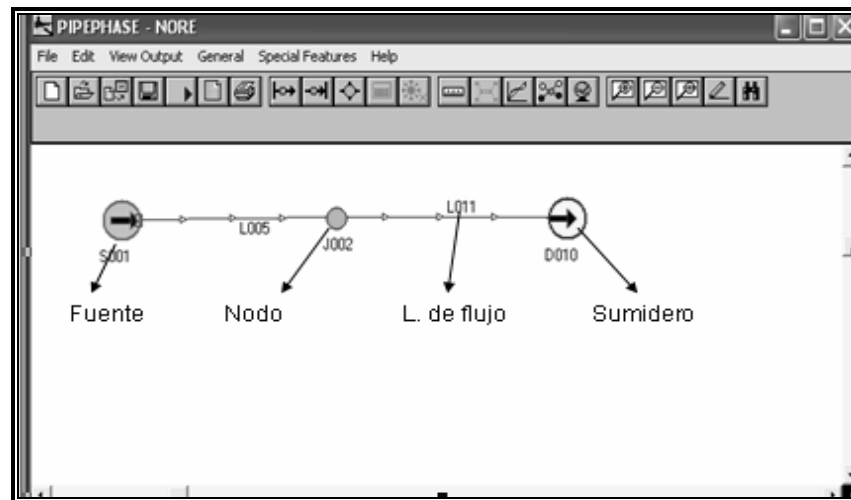 PIPEPHASE - NORE
File Edit View Output General Special Features Help
L005
L011
S001
J002
D010
Fuente
Nodo
L. de flujo
Sumidero